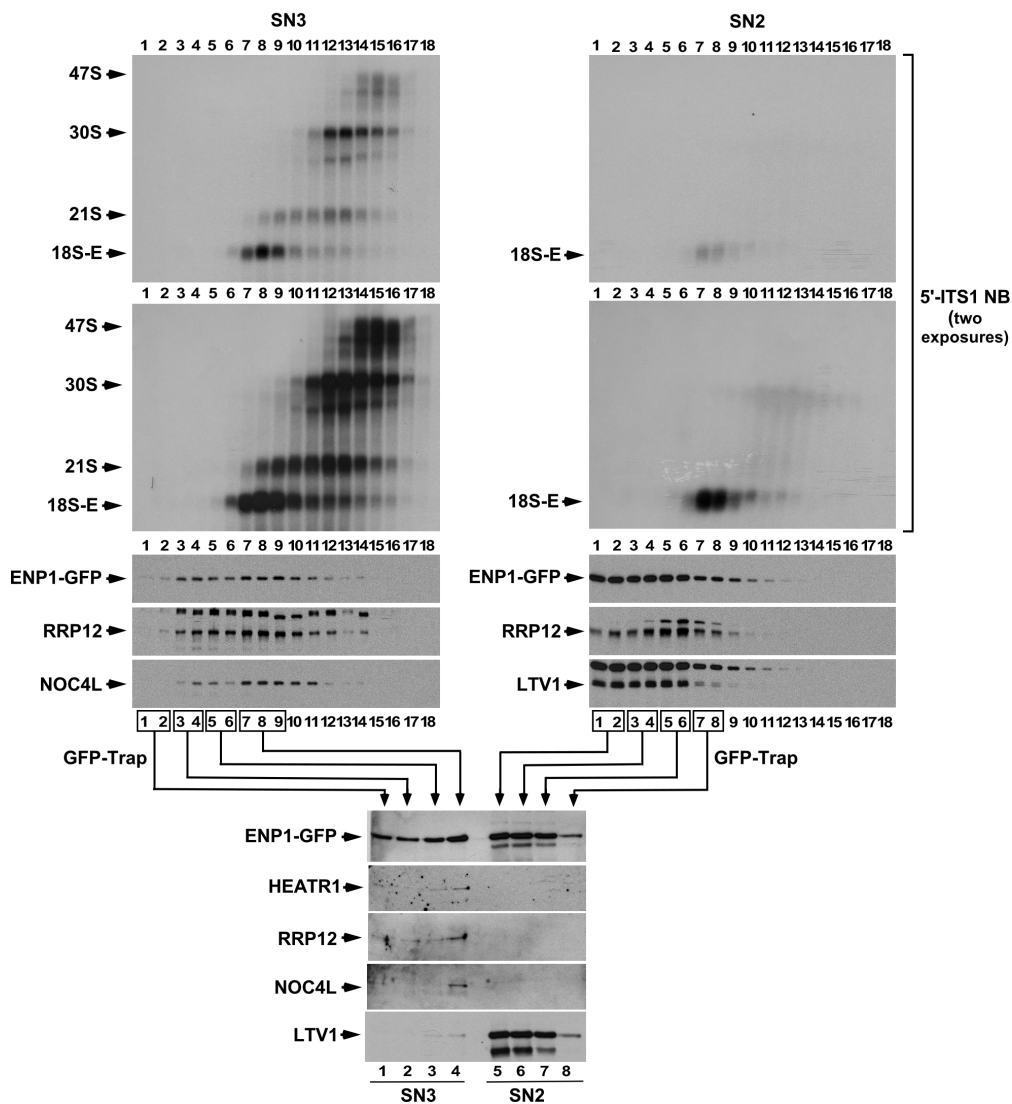 SN3 SN2
1 2 3 4 5 6 7 8 9 10 11 12 13 14 15 16 17 18 1 2 3 4 5 6 7 8 9 10 11 12 13 14 15 16 17 18
47S
30S
21S
18S-E 18S-E
1 2 3 4 5 6 7 8 9 10 11 12 13 14 15 16 17 18 1 2 3 4 5 6 7 8 9 10 11 12 13 14 15 16 17 18
5'-ITS1 NB
(two
exposures)
47S
30S
21S
18S-E 18S-E
1 2 3 4 5 6 7 8 9 10 11 12 13 14 15 16 17 18 1 2 3 4 5 6 7 8 9 10 11 12 13 14 15 16 17 18
ENP1-GFP ENP1-GFP
RRP12 RRP12
NOC4L LTV1
1 2 3 4 5 6 7 8 9 10 11 12 13 14 15 16 17 18 1 2 3 4 5 6 7 8 9 10 11 12 13 14 15 16 17 18
GFP-Trap GFP-Trap
ENP1-GFP
HEATR1
RRP12
NOC4L
LTV1
1 2 3 4 5 6 7 8
SN3 SN2